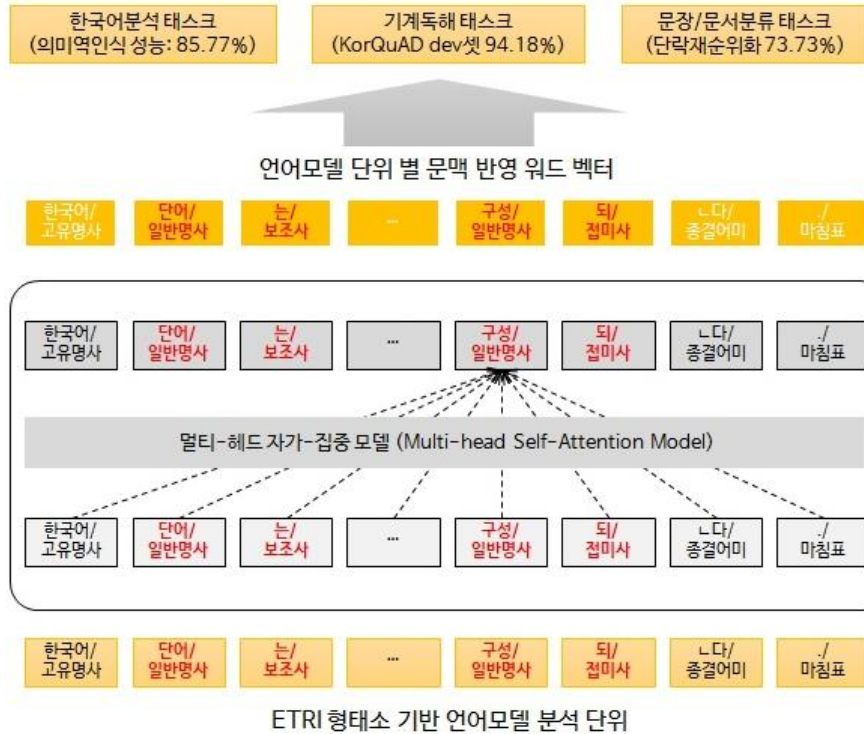 한국어분석 태스크 기계독해 태스크 문장/문서분류 태스크
(의미역인식 성능: 85.77%) (KorQuAD dev셋 94.18%) (단락재순위화 73.73%)
언어모델 단위 별 문맥 반영 워드 벡터
한국어/ 단어/ 는/ ... 구성/ 되/ ㄴ다/ ./
고유명사 일반명사 보조사 일반명사 접미사 종결어미 마침표
한국어/ 단어/ 는/ ... 구성/ 되/ ㄴ다/ ./
고유명사 일반명사 보조사 일반명사 접미사 종결어미 마침표
멀티-헤드 자가-집중 모델 (Multi-head Self-Attention Model)
한국어/ 단어/ 는/ ... 구성/ 되/ ㄴ다/ ./
고유명사 일반명사 보조사 일반명사 접미사 종결어미 마침표
한국어/ 단어/ 는/ ... 구성/ 되/ ㄴ다/ ./
고유명사 일반명사 보조사 일반명사 접미사 종결어미 마침표
ETRI 형태소 기반 언어모델 분석 단위